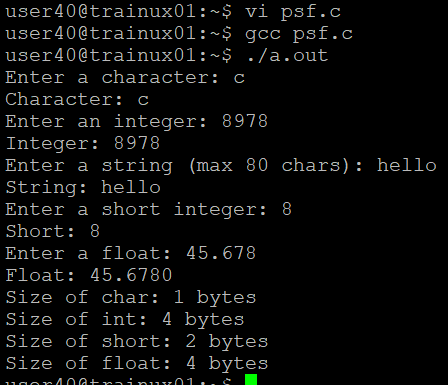 user40@trainux01:~$ vi psf.c
user40@trainux01:~$ gcc psf.c
user40@trainux01:~$ ./a.out
Enter a character: c
Character: c
Enter an integer: 8978
Integer: 8978
Enter a string (max 80 chars): hello
String: hello
Enter a short integer: 8
Short: 8
Enter a float: 45.678
Float: 45.6780
Size of char: 1 bytes
Size of int: 4 bytes
Size of short: 2 bytes
Size of float: 4 bytes
user40@trainux01:~$